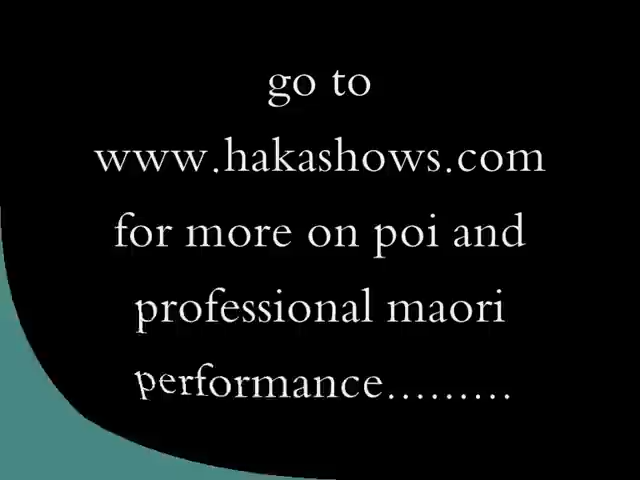 go to
www.hakashows.com
for more on poi and
professional maori
performance.........